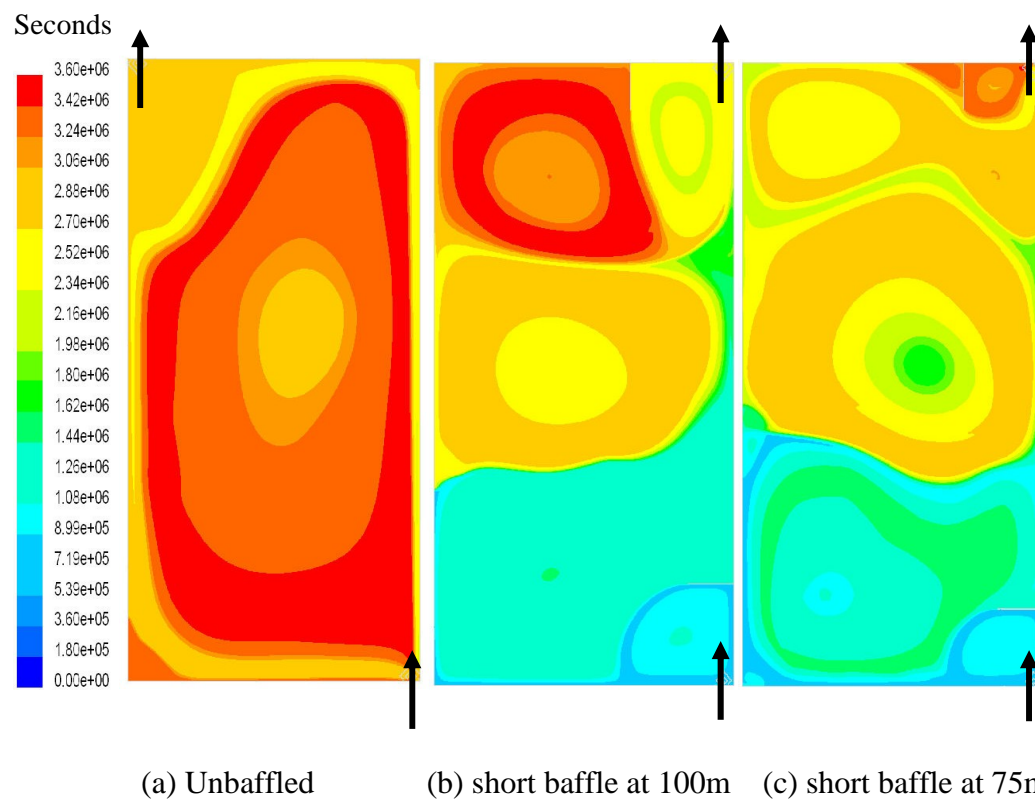 Seconds
3.60e+06
3.42e+06
3.24e+06
3.06e+06
2.88e+06
2.70e+06
2.52e+06
2.34e+06
2.16e+06
1.98e+06
1.80e+06
1.62e+06
1.44e+06
1.26e+06
1.08e+06
8.99e+05
7.19e+05
5.39e+05
3.60e+05
1.80e+05
0.00e+00
(a) Unbaffled (b) short baffle at 100m (c) short baffle at 75m